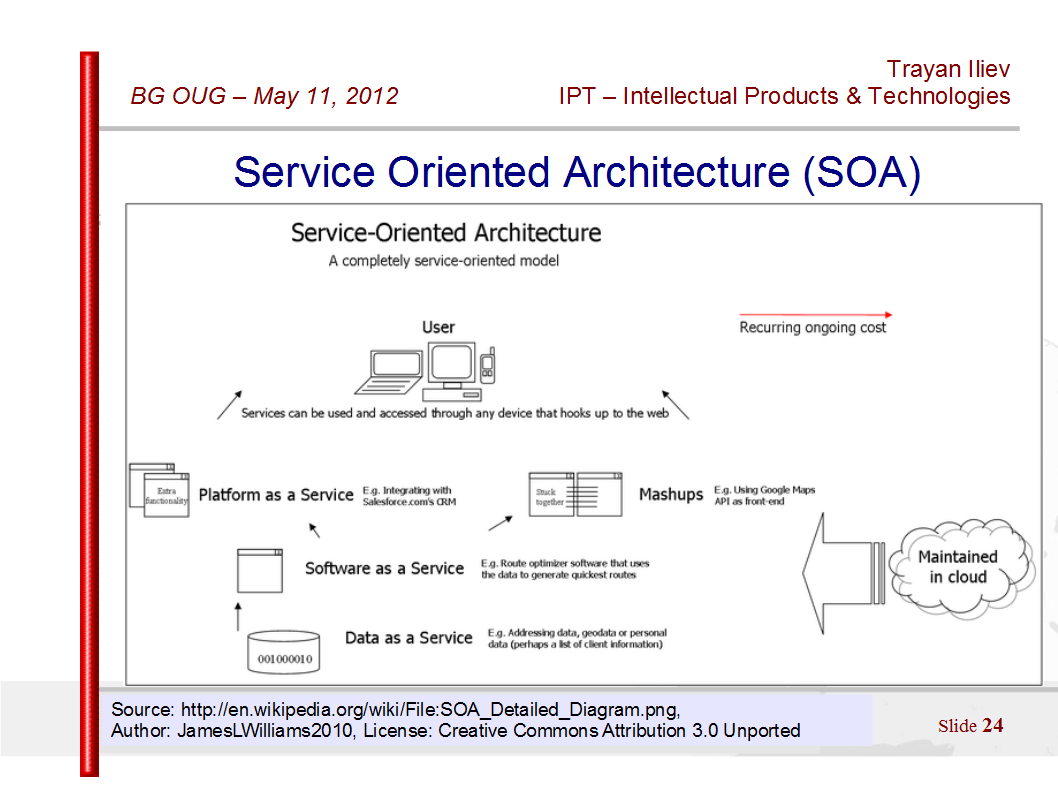 Trayan Iliev
BG OUG – May 11, 2012
IPT – Intellectual Products & Technologies
Service Oriented Architecture (SOA)
Service-Oriented Architecture
A completely service-oriented model
User
Recurring ongoing cost
Services can be used and accessed through any device that hooks up to the web
Extra
functionality
Platform as a Service
E.g. Integrating with
Salesforce.com's CRM
Stuck
together
Mashups
E.g. Using Google Maps
API as front-end
Software as a Service
E.g. Route optimizer software that uses
the data to generate quickest routes
Maintained
in cloud
001000010
Data as a Service
E.g. Addressing data, geodata or personal
data (perhaps a list of client information)
Source: http://en.wikipedia.org/wiki/File:SOA_Detailed_Diagram.png,
Author: JamesLWilliams2010, License: Creative Commons Attribution 3.0 Unported
Slide 24